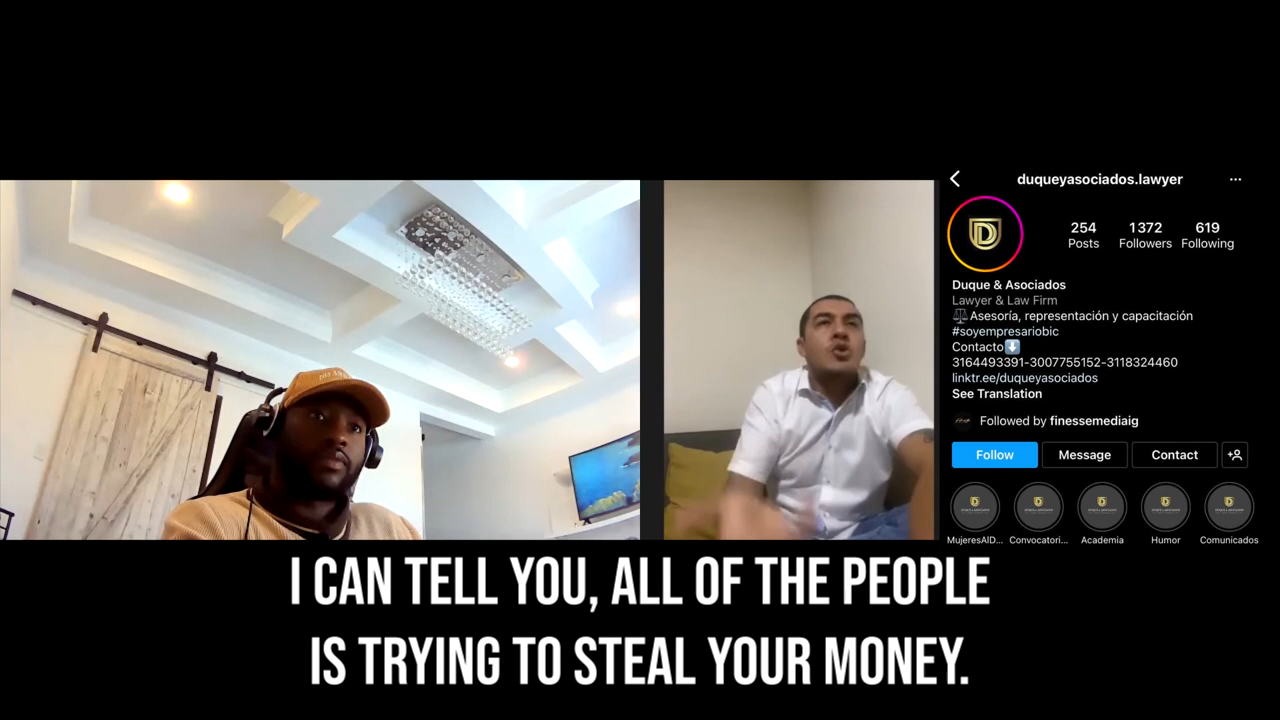 duqueyasociados.lawyer
254 1372 619
Posts Followers Following
Duque & Asociados
Lawyer & Law Firm
Asesoría, representación y capacitación
#soyempresariobic
Contacto
3164493391-3007755152-3118324460
linktr.ee/duqueyasociados
See Translation
Followed by finessemediaig
Follow Message Contact
MujeresAlD... Convocatori... Academia Humor Comunicados
I CAN TELL YOU, ALL OF THE PEOPLE
IS TRYING TO STEAL YOUR MONEY.